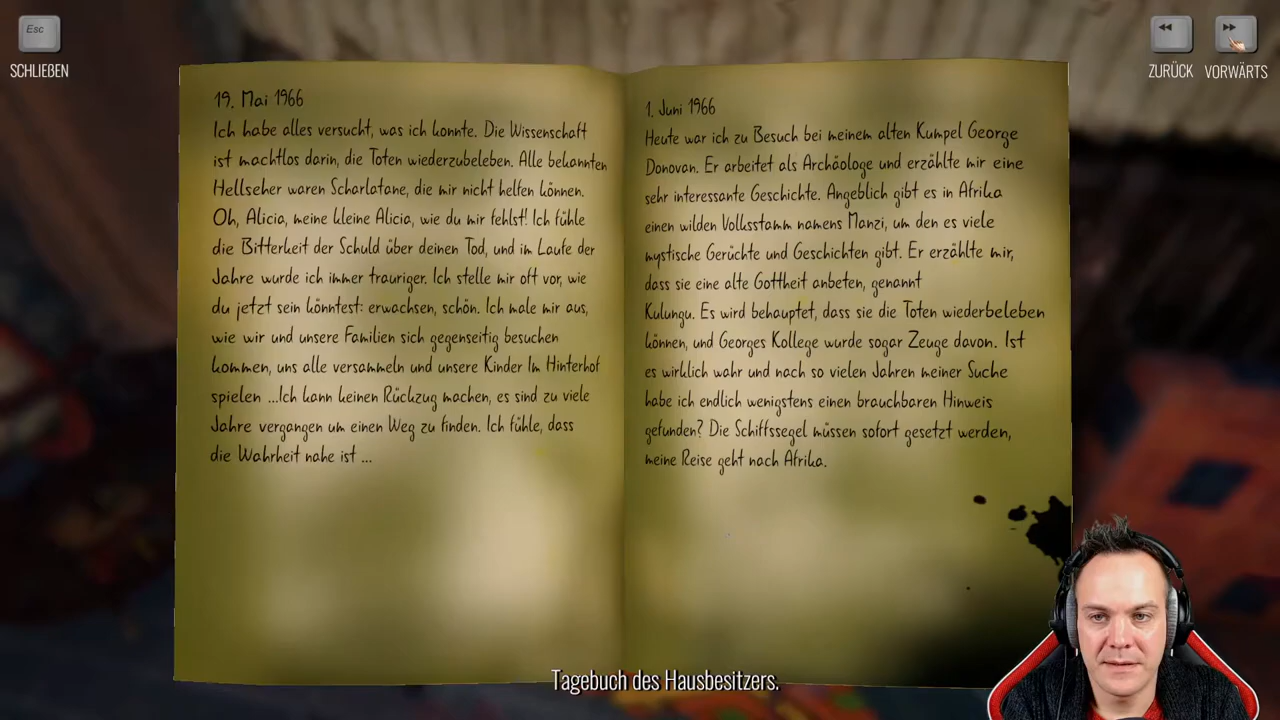 Esc
SCHLIEẞEN
ZURÜCK
VORWÄRTS
19. Mai 1966
Ich habe alles versucht, was ich konnte. Die Wissenschaft
ist machtlos darin, die Toten wiederzubeleben. Alle bekannten
Hellseher waren Scharlatane, die mir nicht helfen können.
Oh, Alicia, meine kleine Alicia, wie du mir fehlst! Ich fühle
die Bitterkeit der Schuld über deinen Tod, und im Laufe der
Jahre wurde ich immer trauriger. Ich stelle mir oft vor, wie
du jetzt sein könntest: erwachsen, schön. Ich male mir aus,
wie wir und unsere Familien sich gegenseitig besuchen
kommen, uns alle versammeln und unsere Kinder Im Hinterhof
spielen ...Ich kann keinen Rückzug machen, es sind zu viele
Jahre vergangen um einen Weg zu finden. Ich fühle, dass
die Wahrheit nahe ist ...
1. Juni 1966
Heute war ich zu Besuch bei meinem alten Kumpel George
Donovan. Er arbeitet als Archäologe und erzählte mir eine
sehr interessante Geschichte. Angeblich gibt es in Afrika
einen wilden Volksstamm namens Manzi, um den es viele
mystische Gerüchte und Geschichten gibt. Er erzählte mir,
dass sie eine alte Gottheit anbeten, genannt
Kulungu. Es wird behauptet, dass sie die Toten wiederbeleben
können, und Georges Kollege wurde sogar Zeuge davon. Ist
es wirklich wahr und nach so vielen Jahren meiner Suche
habe ich endlich wenigstens einen brauchbaren Hinweis
gefunden? Die Schiffssegel müssen sofort gesetzt werden,
meine Reise geht nach Afrika.
Tagebuch des Hausbesitzers.